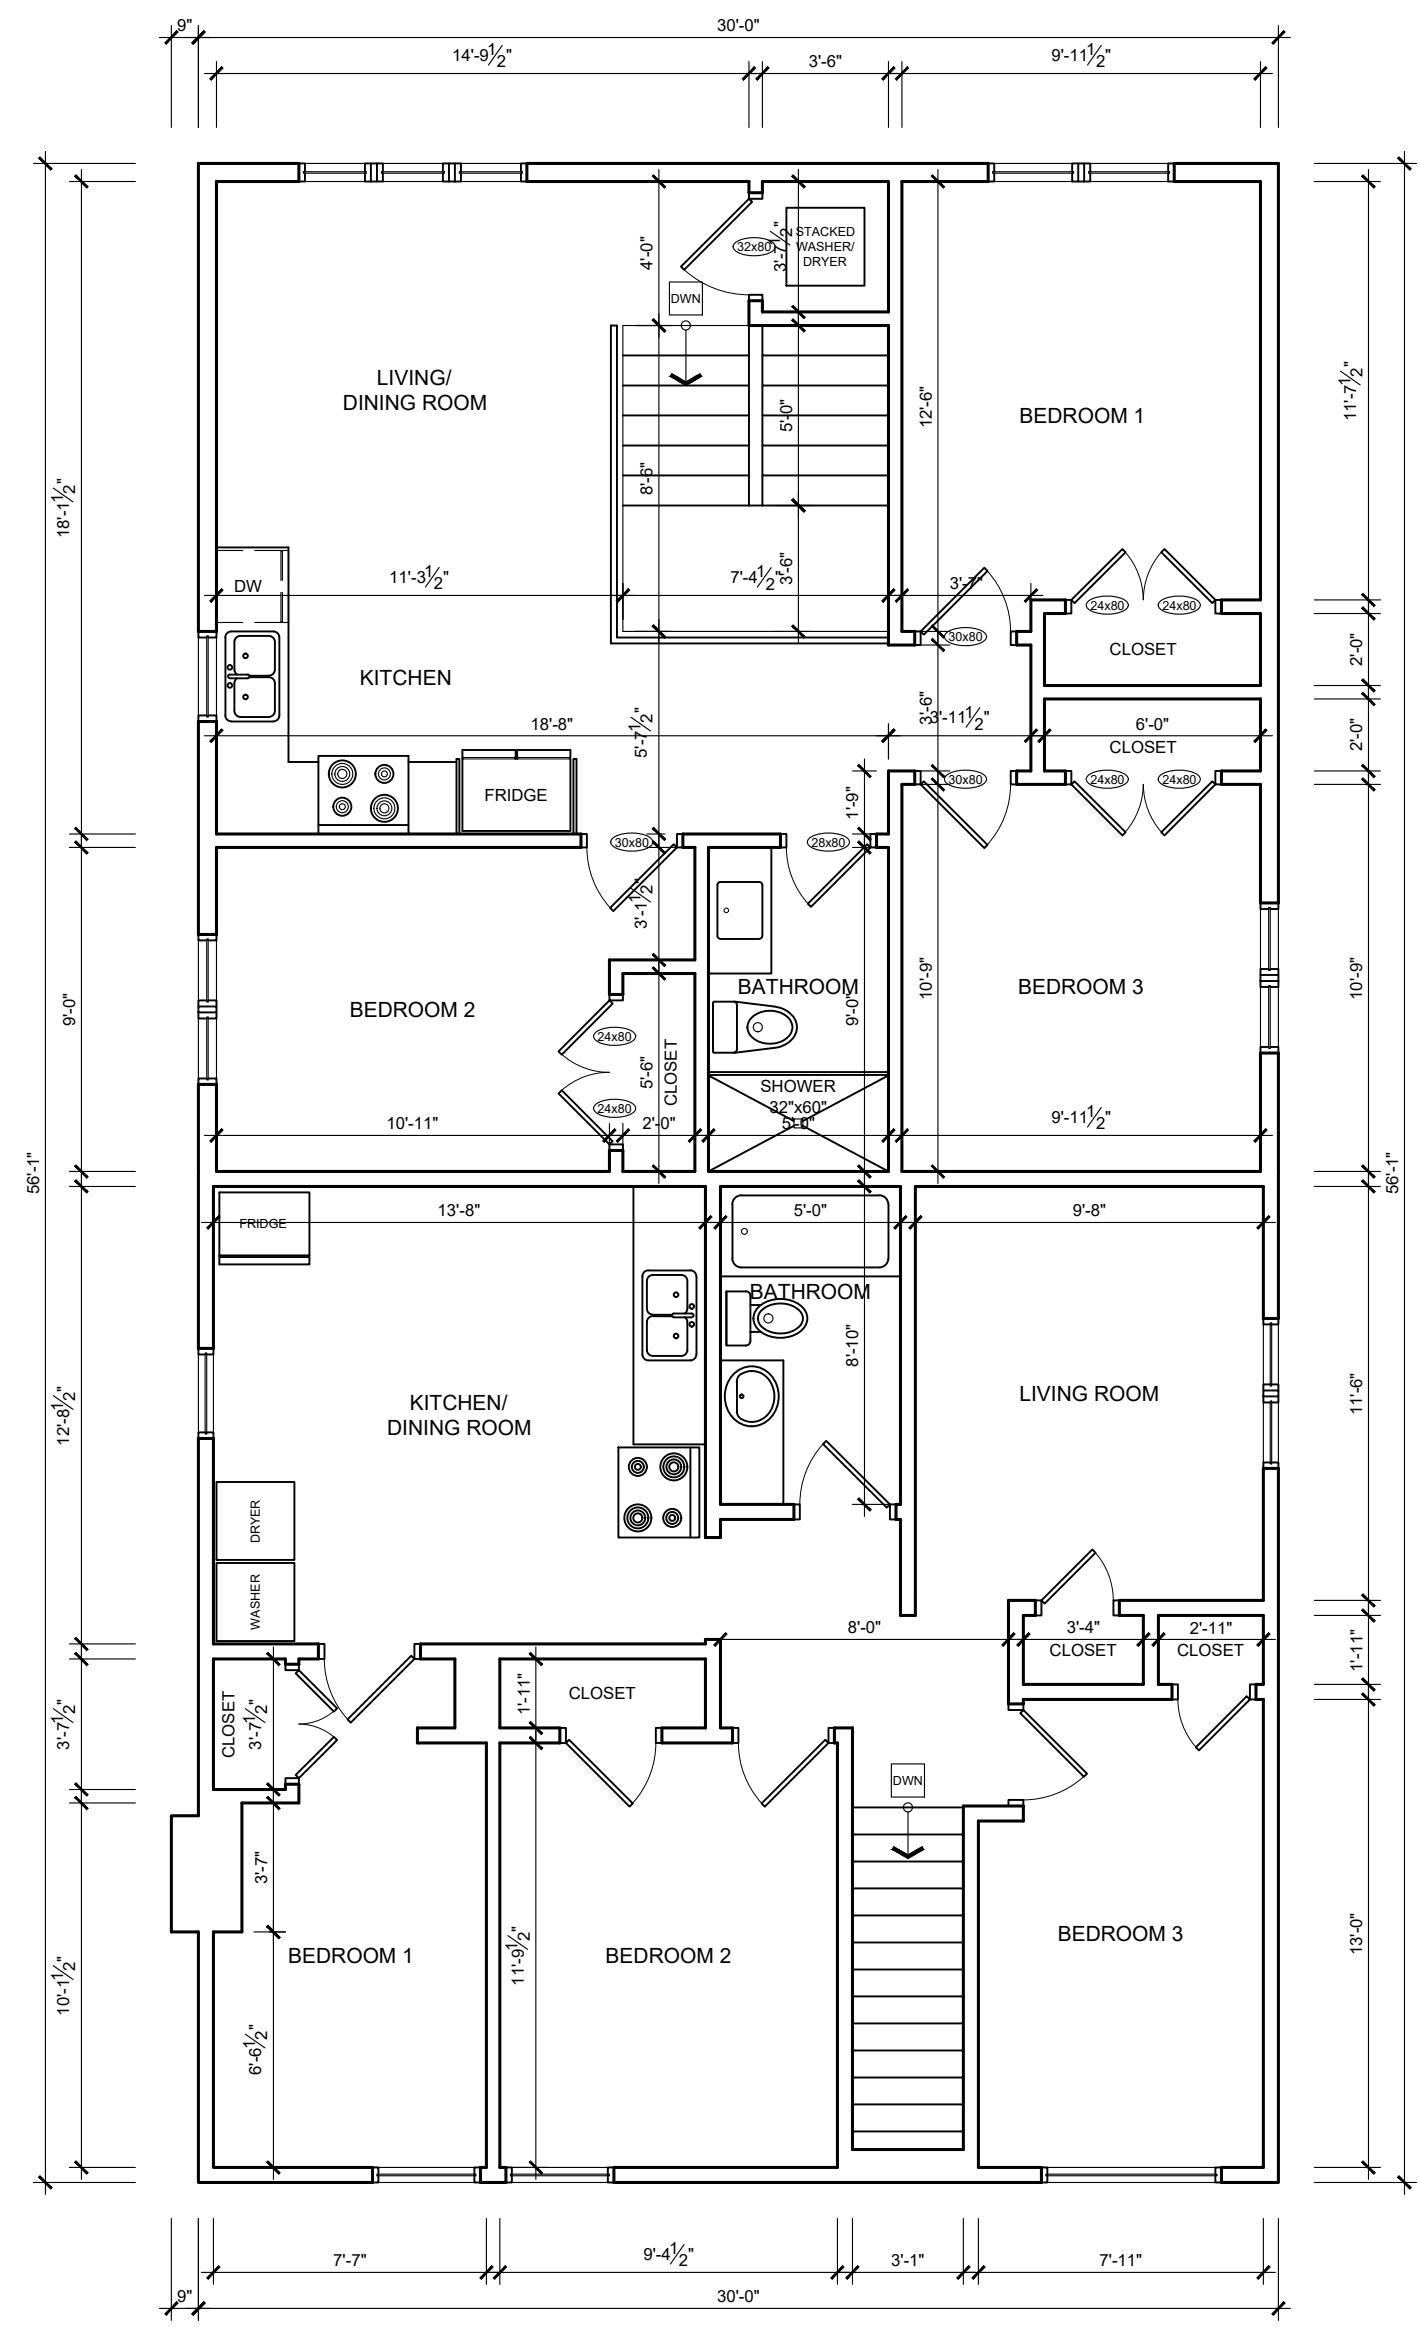 9"
30'-0"
14'-9½"
3'-6"
9'-11½"
4'-0"
32x80
3'-7½"
STACKED
WASHER/
DRYER
DWN
LIVING/
DINING ROOM
12'-6"
11'-7½"
5'-0"
BEDROOM 1
8'-6"
18'-1½"
DW
11'-3½"
7'-4½"
3'-6"
3'-7"
24x80
24x80
30x80
CLOSET
2'-0"
KITCHEN
18'-8"
5'-7½"
3'-6"
3'-11½"
6'-0"
CLOSET
2'-0"
30x80
24x80
24x80
FRIDGE
1'-9"
30x80
28x80
3'-1½"
BEDROOM 2
BATHROOM
9'-0"
10'-9"
BEDROOM 3
10'-9"
9'-0"
24x80
5'-6"
CLOSET
24x80
SHOWER
32"x60"
5'-0"
10'-11"
2'-0"
9'-11½"
56'-1"
56'-1"
FRIDGE
13'-8"
5'-0"
9'-8"
BATHROOM
8'-10"
KITCHEN/
DINING ROOM
LIVING ROOM
12'-8½"
11'-6"
DRYER
WASHER
8'-0"
3'-4"
CLOSET
2'-11"
CLOSET
1'-11"
CLOSET
3'-7½"
3'-7½"
1'-11"
CLOSET
DWN
3'-7"
BEDROOM 1
11'-9½"
BEDROOM 2
BEDROOM 3
13'-0"
10'-1½"
6'-6½"
7'-7"
9'-4½"
3'-1"
7'-11"
9"
30'-0"